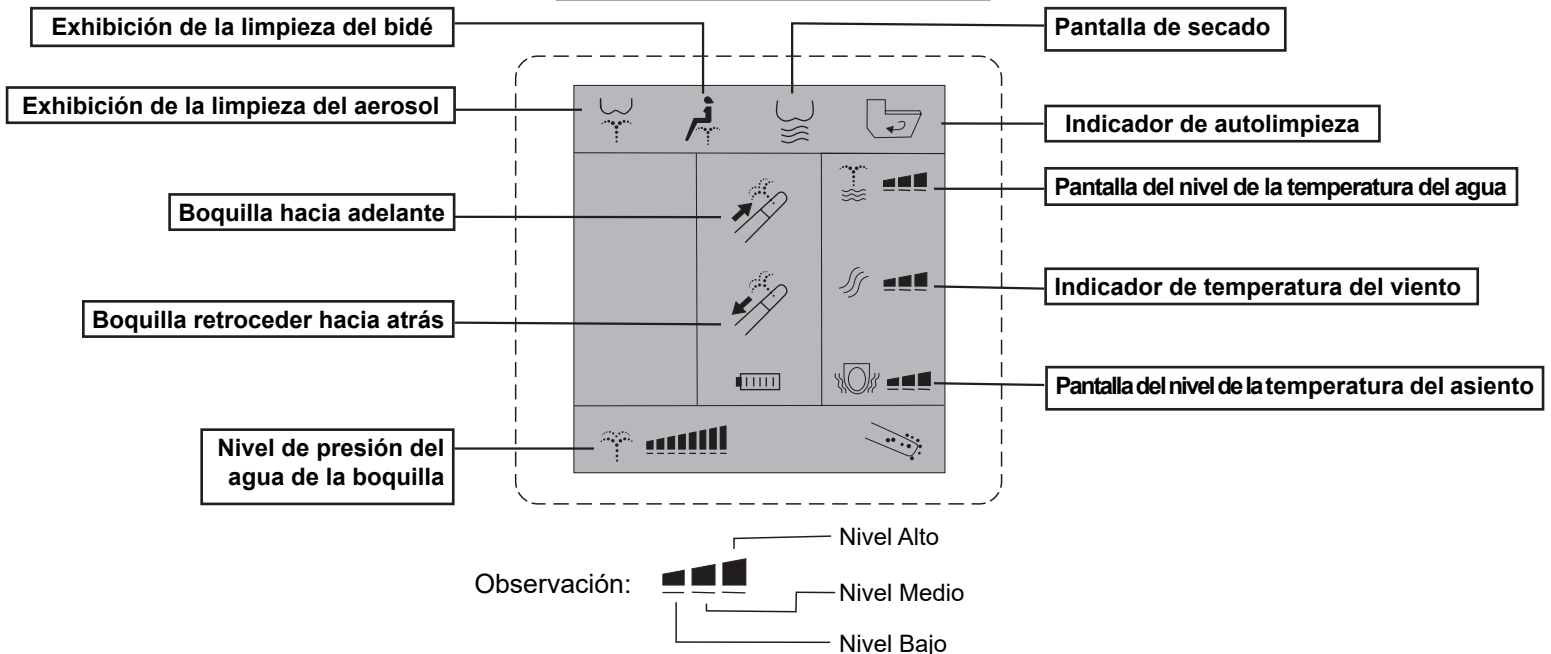 Exhibición de la limpieza del bidé
Pantalla de secado
Exhibición de la limpieza del aerosol
Indicador de autolimpieza
Pantalla del nivel de la temperatura del agua
Boquilla hacia adelante
Indicador de temperatura del viento
Boquilla retroceder hacia atrás
Pantalla del nivel de la temperatura del asiento
Nivel de presión del
agua de la boquilla
Nivel Alto
Observación:
Nivel Medio
Nivel Bajo